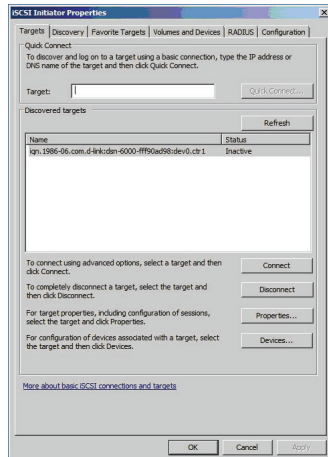 iSCSI Initiator Properties
X
Targets Discovery Favorite Targets Volumes and Devices RADIUS Configuration
Quick Connect
To discover and log on to a target using a basic connection, type the IP address or
DNS name of the target and then click Quick Connect.
Target:
Quick Connect...
Discovered targets
Refresh
Name Status
iqn.1986-06.com.d-link:dsn-6000-fff90ad98:dev0.ctr1 Inactive
To connect using advanced options, select a target and then
click Connect.
Connect
To completely disconnect a target, select the target and
then click Disconnect.
Disconnect
For target properties, including configuration of sessions,
select the target and click Properties.
Properties...
For configuration of devices associated with a target, select
the target and then click Devices.
Devices...
More about basic iSCSI connections and targets
OK Cancel Apply